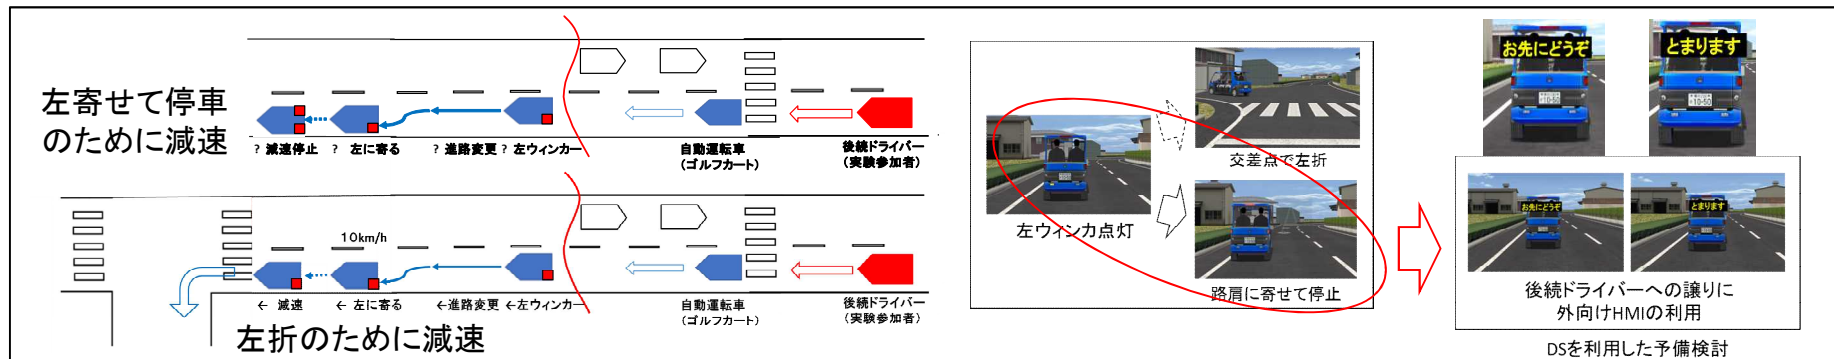 左寄せて停車
のために減速
? 減速停止 ? 左に寄る ? 進路変更 ? 左ウィンカー
自動運転車
(ゴルフカート)
後続ドライバー
(実験参加者)
10km/h
← 減速 ← 左に寄る ←進路変更 ←左ウィンカー
自動運転車
(ゴルフカート)
後続ドライバー
(実験参加者)
左折のために減速
左ウィンカ点灯
交差点で左折
路肩に寄せて停止
お先にどうぞ
・10-50
とまります
・10-50
お先にどうぞ
とまります
後続ドライバーへの譲りに
外向けHMIの利用
DSを利用した予備検討